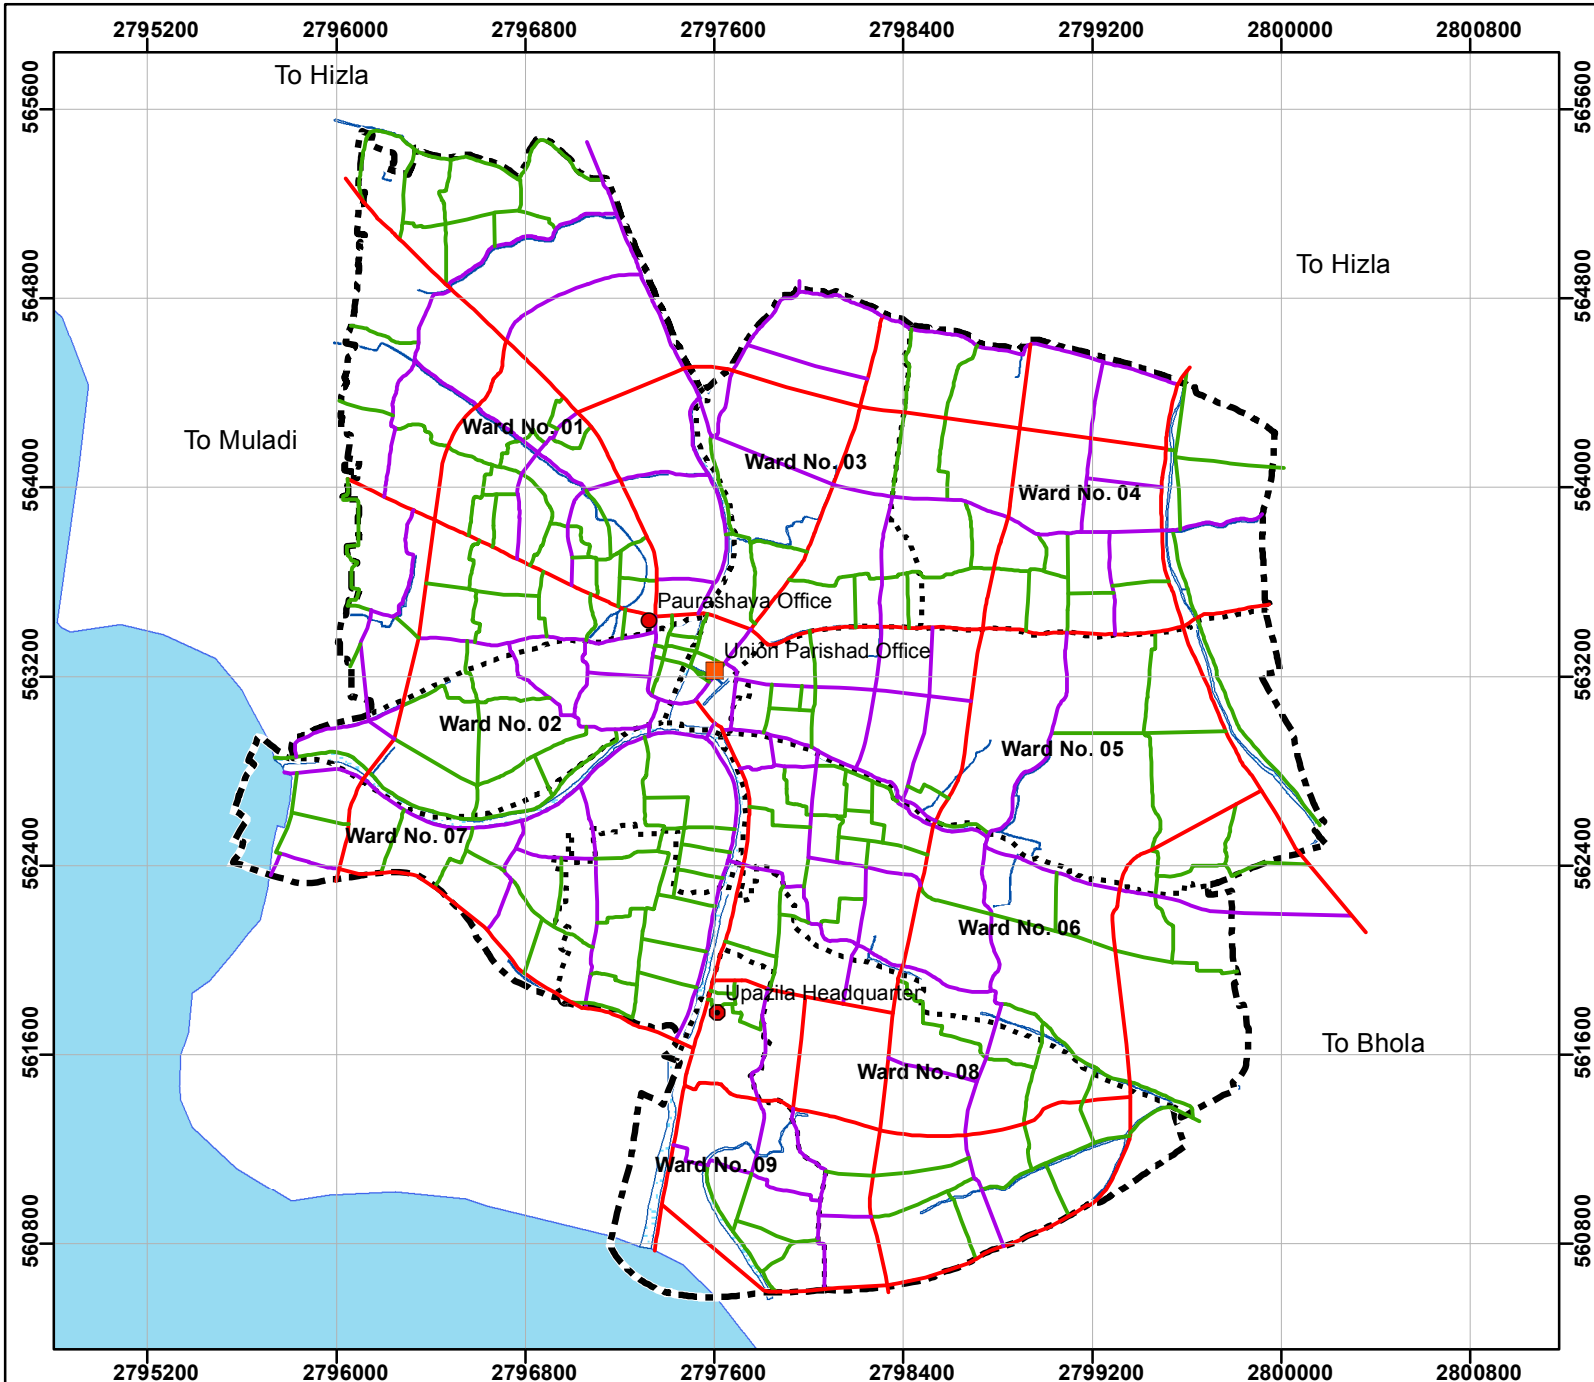 2795200 2796000 2796800 2797600 2798400 2799200 2800000 2800800
To Hizla
565600 565600
To Hizla
564800 564800
Ward No. 01
To Muladi
Ward No. 03
564000 564000
Ward No. 04
Paurashava Office
Union Parishad Office
563200 563200
Ward No. 02
Ward No. 05
Ward No. 07
562400 562400
Ward No. 06
Upazila Headquarter
561600 561600
To Bhola
Ward No. 08
Ward No. 09
560800 560800
2795200 2796000 2796800 2797600 2798400 2799200 2800000 2800800